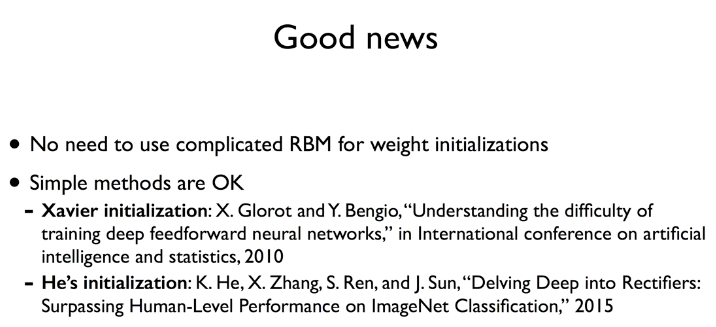 Good news
• No need to use complicated RBM for weight initializations
• Simple methods are OK
- Xavier initialization: X. Glorot and Y. Bengio, “Understanding the difficulty of
training deep feedforward neural networks,” in International conference on artificial
intelligence and statistics, 2010
- He’s initialization: K. He, X. Zhang, S. Ren, and J. Sun, “Delving Deep into Rectifiers:
Surpassing Human-Level Performance on ImageNet Classification,” 2015